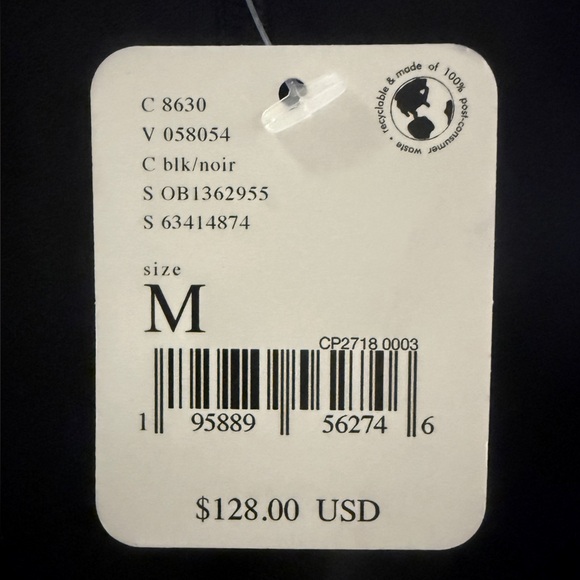 recyclable & made of 100% post-consumer waste •
C 8630
V 058054
C blk/noir
S OB1362955
S 63414874
size
M
CP2718 0003
1 95889 56274 6
$128.00 USD